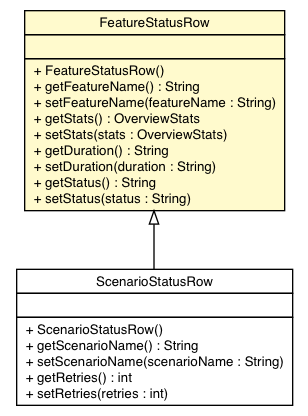 FeatureStatusRow
+ FeatureStatusRow()
+ getFeatureName() : String
+ setFeatureName(featureName : String)
+ getStats() : OverviewStats
+ setStats(stats : OverviewStats)
+ getDuration() : String
+ setDuration(duration : String)
+ getStatus() : String
+ setStatus(status : String)
ScenarioStatusRow
+ ScenarioStatusRow()
+ getScenarioName() : String
+ setScenarioName(scenarioName : String)
+ getRetries() : int
+ setRetries(retries : int)